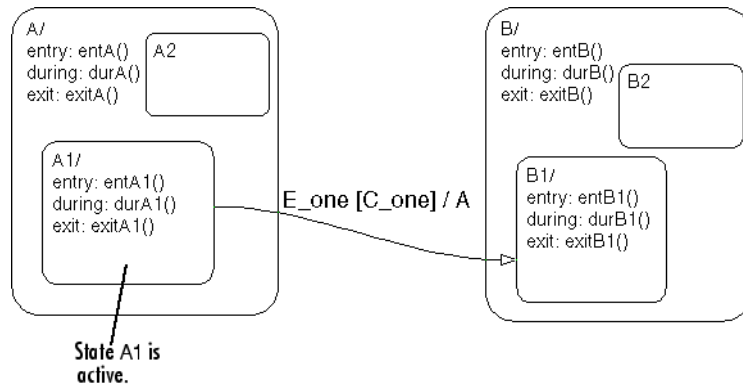 A/
entry: entA()
during: durA()
exit: exitA()
A2
A1/
entry: entA1()
during: durA1()
exit: exitA1()
State A1 is
active.
E_one [C_one] / A
B/
entry: entB()
during: durB()
exit: exitB()
B2
B1/
entry: entB1()
during: durB1()
exit: exitB1()